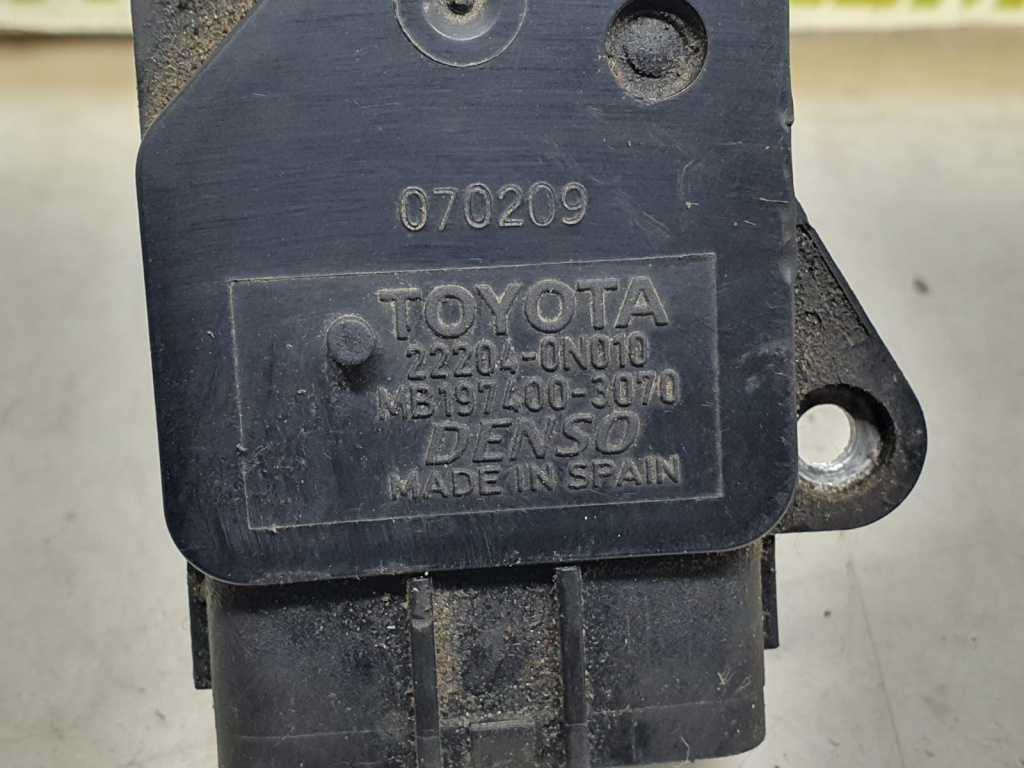 070209
TOYOTA
22204-0N010
MB197400-3070
DENSO
MADE IN SPAIN